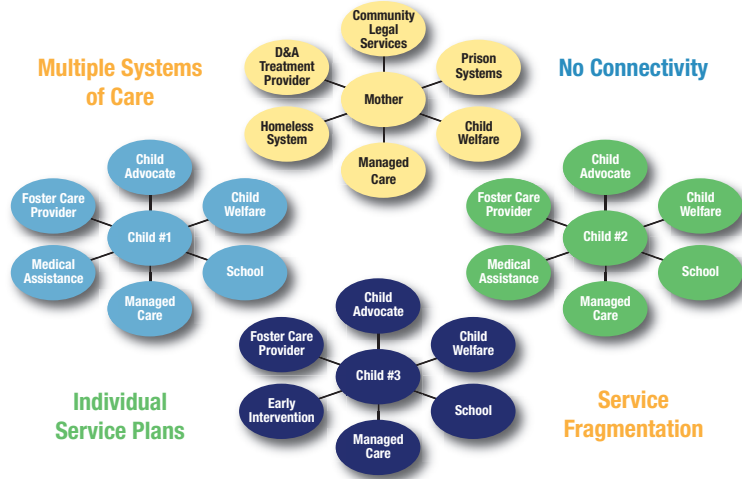 Multiple Systems
of Care
No Connectivity
Community
Legal
Services
D&A
Treatment
Provider
Prison
Systems
Mother
Homeless
System
Child
Welfare
Managed
Care
Child
Advocate
Foster Care
Provider
Child
Welfare
Child #1
Medical
Assistance
School
Managed
Care
Child
Advocate
Foster Care
Provider
Child
Welfare
Child #2
Medical
Assistance
School
Managed
Care
Child
Advocate
Foster Care
Provider
Child
Welfare
Child #3
Early
Intervention
School
Managed
Care
Individual
Service Plans
Service
Fragmentation